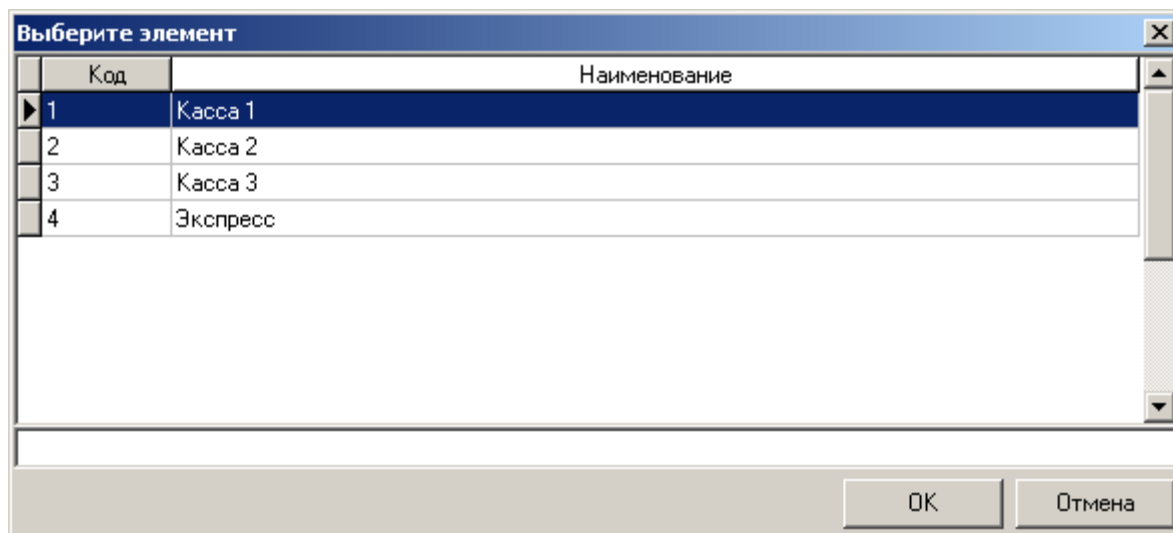 Выберите элемент
Код Наименование
1 Касса 1
2 Касса 2
3 Касса 3
4 Экспресс
OK Отмена